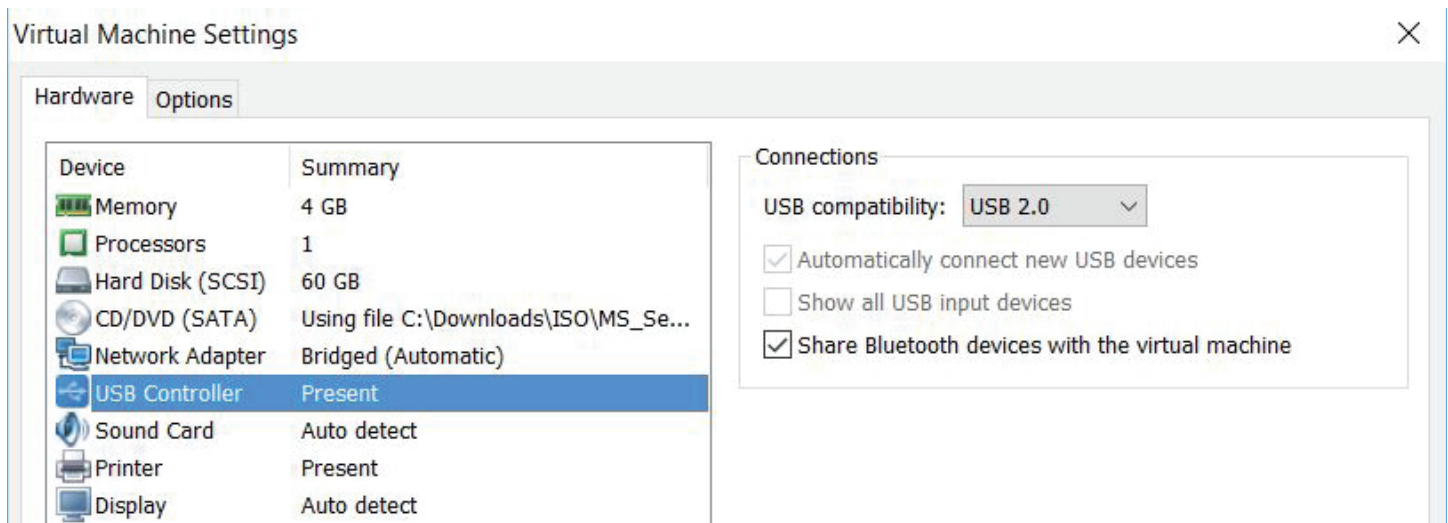 Virtual Machine Settings
Hardware Options
Device Summary
Memory 4 GB
Processors 1
Hard Disk (SCSI) 60 GB
CD/DVD (SATA) Using file C:\Downloads\ISO\MS_Se...
Network Adapter Bridged (Automatic)
USB Controller Present
Sound Card Auto detect
Printer Present
Display Auto detect
Connections
USB compatibility: USB 2.0
Automatically connect new USB devices
Show all USB input devices
Share Bluetooth devices with the virtual machine